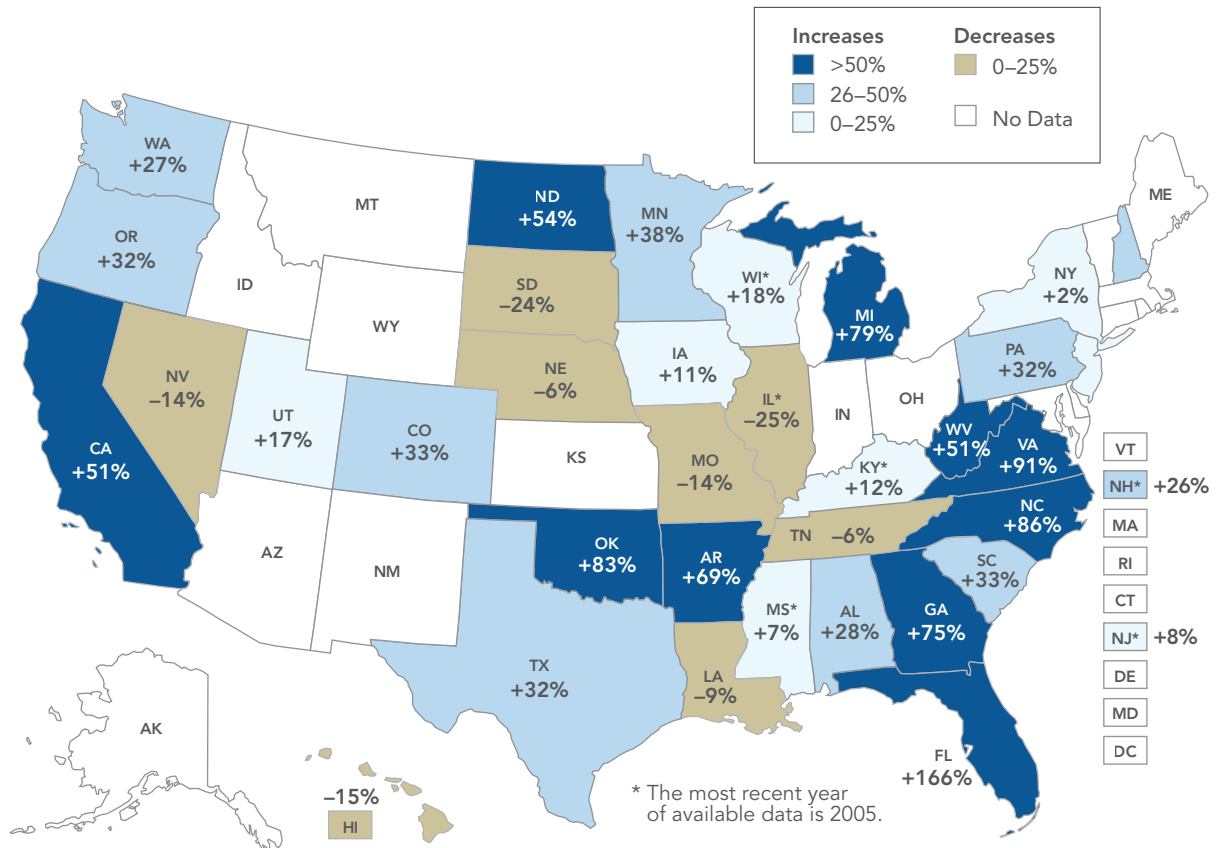 Increases
>50%
26–50%
0–25%
Decreases
0–25%
No Data
WA
+27%
OR
+32%
CA
+51%
NV
–14%
ID
MT
WY
UT
+17%
CO
+33%
AZ
NM
ND
+54%
SD
–24%
NE
–6%
KS
OK
+83%
TX
+32%
MN
+38%
IA
+11%
MO
–14%
AR
+69%
LA
–9%
WI*
+18%
IL*
–25%
MI
+79%
IN
OH
KY*
+12%
TN –6%
MS*
+7%
AL
+28%
GA
+75%
FL
+166%
SC
+33%
NC
+86%
VA
+91%
WV
+51%
PA
+32%
NY
+2%
ME
VT
NH* +26%
MA
RI
CT
NJ* +8%
DE
MD
DC
AK
–15%
HI
* The most recent year
of available data is 2005.